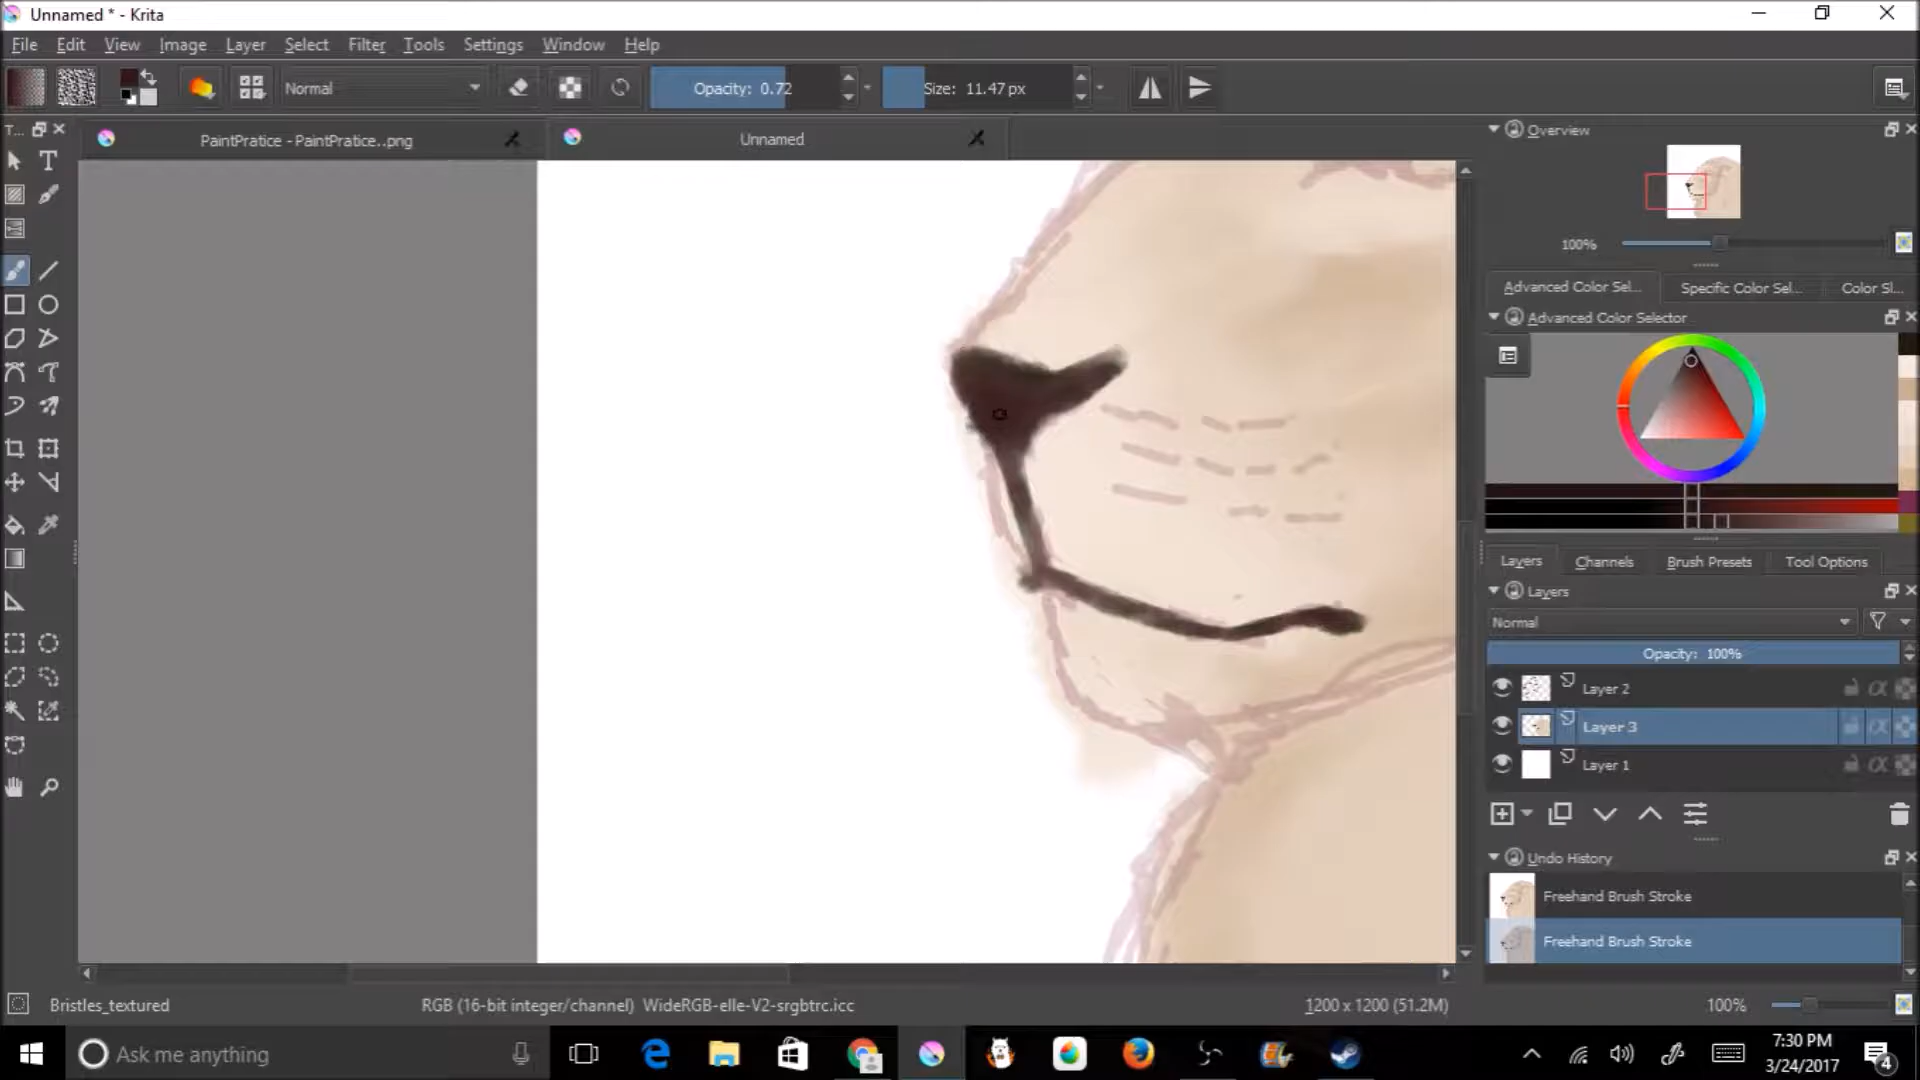 Unnamed * - Krita
File Edit View Image Layer Select Filter Tools Settings Window Help
Normal Opacity: 0.72 Size: 11.47 px
T... PaintPratice - PaintPratice..png Unnamed Overview
T
100%
Advanced Color Sel... Specific Color Sel... Color Sl...
Advanced Color Selector
Layers Channels Brush Presets Tool Options
Layers
Normal
Opacity: 100%
Layer 2
Layer 3
Layer 1
Undo History
Freehand Brush Stroke
Freehand Brush Stroke
Bristles_textured RGB (16-bit integer/channel) WideRGB-elle-V2-srgbtrc.icc 1200 x 1200 (51.2M) 100%
Ask me anything 7:30 PM
3/24/2017 4